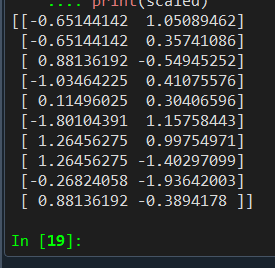 ....: print(scaled)
[[-0.65144142  1.05089462]
 [-0.65144142  0.35741086]
 [ 0.88136192 -0.54945252]
 [-1.03464225  0.41075576]
 [ 0.11496025  0.30406596]
 [-1.80104391  1.15758443]
 [ 1.26456275  0.99754971]
 [ 1.26456275 -1.40297099]
 [-0.26824058 -1.93642003]
 [ 0.88136192 -0.3894178 ]]
In [19]: